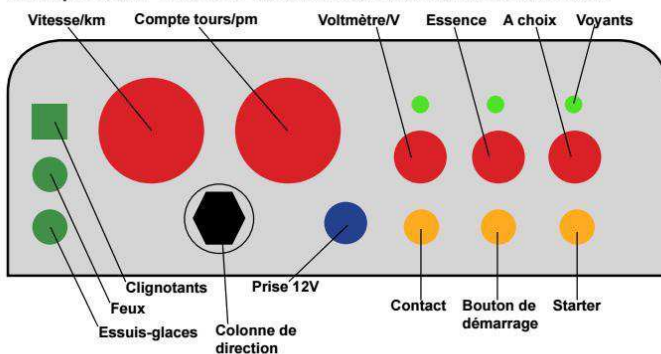 Vitesse/km Compte tours/pm Voltmètre/V Essence A choix Voyants
Clignotants Prise 12V
Feux Contact Bouton de démarrage Starter
Essuis-glaces Colonne de direction